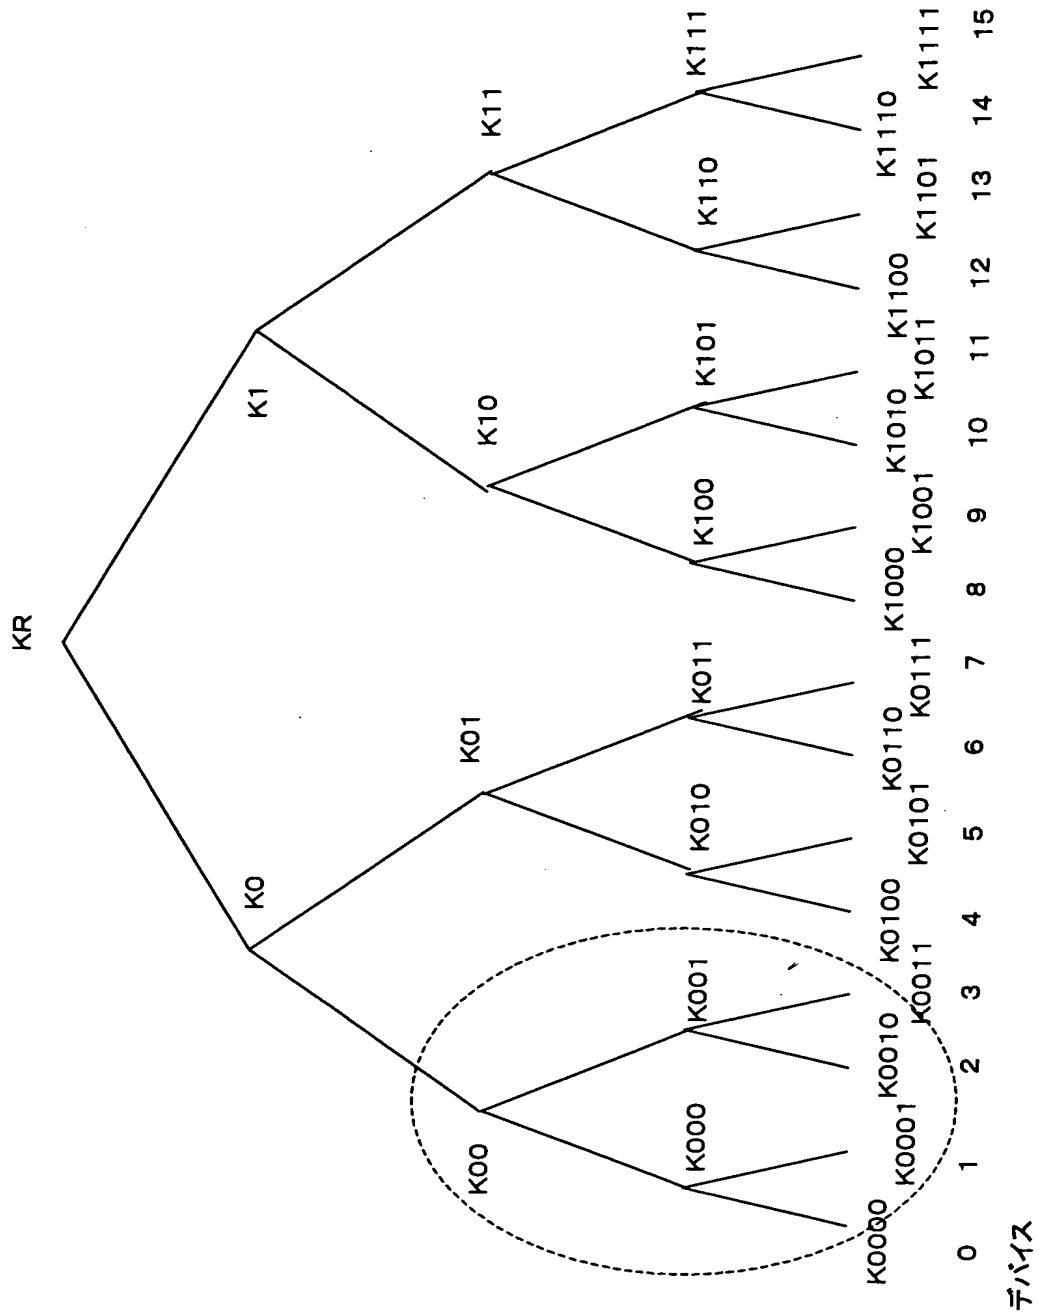 KR
K0
K1
K00
K01
K10
K11
K000
K001
K010
K011
K100
K101
K110
K111
K0000
K0001
K0010
K0011
K0100
K0101
K0110
K0111
K1000
K1001
K1010
K1011
K1100
K1101
K1110
K1111
デバイス 0 1 2 3 4 5 6 7 8 9 10 11 12 13 14 15